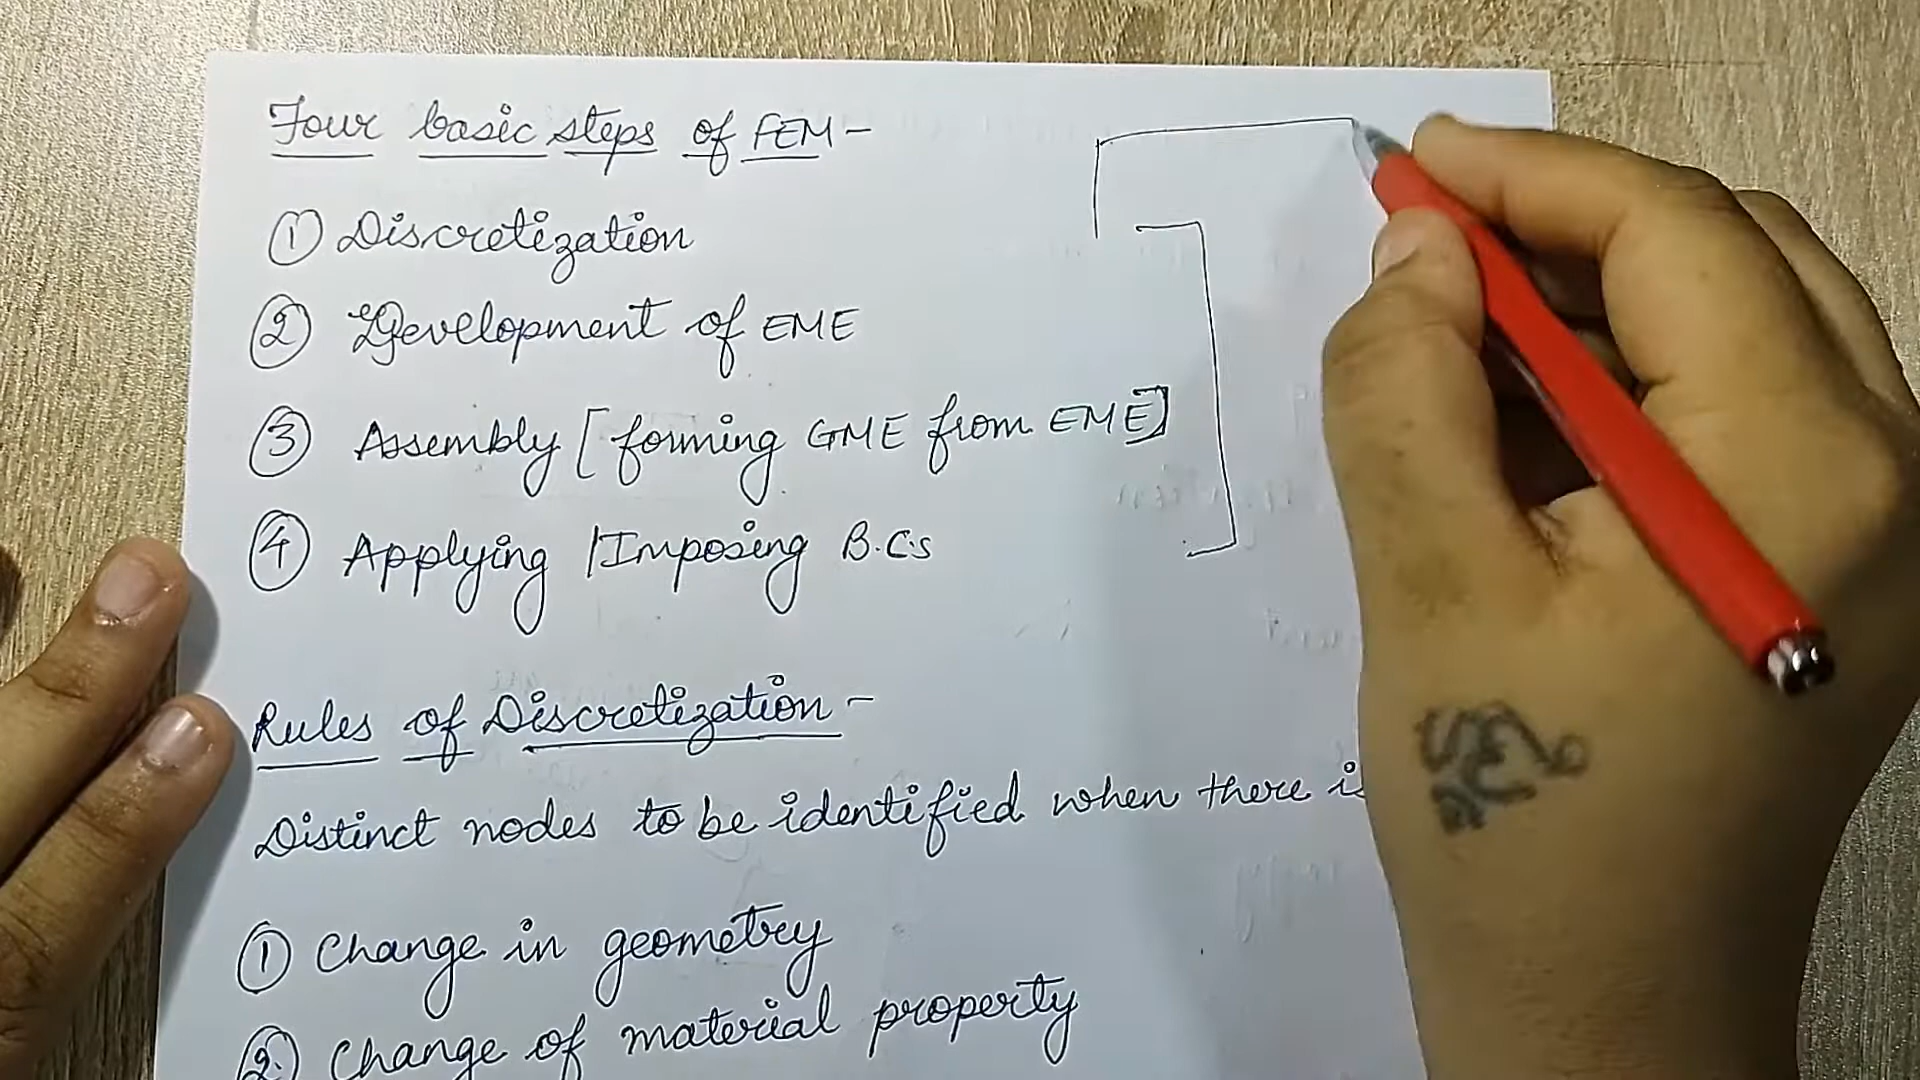 Four basic steps of FEM -
① Discretization
② Development of EME
③ Assembly [forming GME from EME]
④ Applying / Imposing B.C.s
Rules of Discretization -
Distinct nodes to be identified when there is
① Change in geometry
② Change of material property